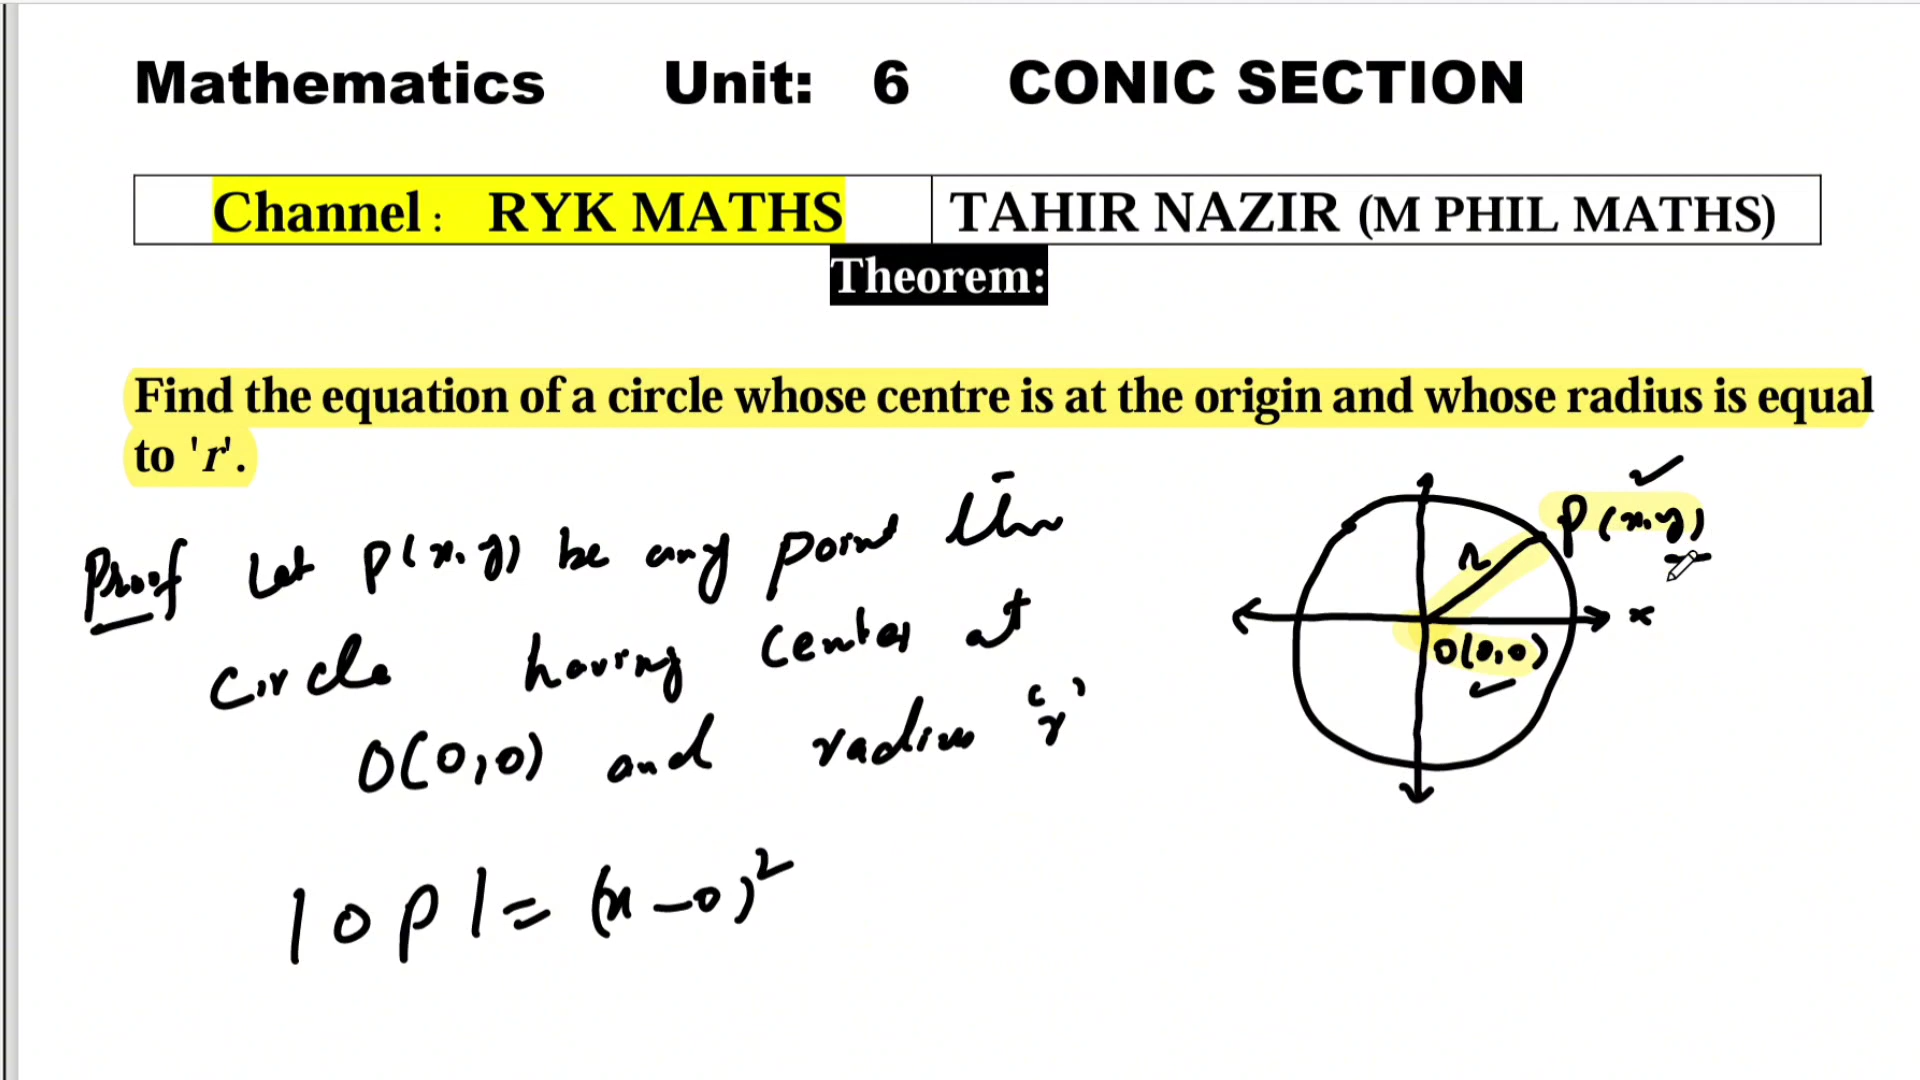 Mathematics Unit: 6 CONIC SECTION
Channel : RYK MATHS TAHIR NAZIR (M PHIL MATHS)
Theorem:
Find the equation of a circle whose centre is at the origin and whose radius is equal
to 'r'.
Proof Let P(x,y) be any point
circle having center at
O(0,0) and radius 'r'
|OP|= (x-0)²
P(x,y)
r
x
O(0,0)